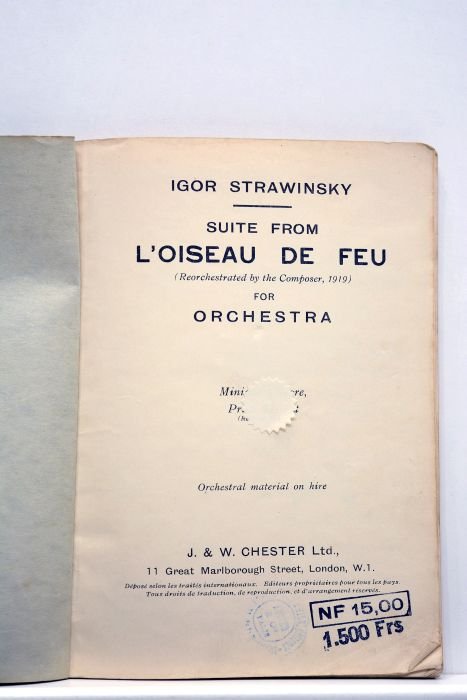 IGOR STRAWINSKY
SUITE FROM
L'OISEAU DE FEU
(Reorchestrated by the Composer, 1919)
FOR
ORCHESTRA
Orchestral material on hire
J. & W. CHESTER Ltd.,
11 Great Marlborough Street, London, W.1.
Déposé selon les traités internationaux. Editeurs propriétaires pour tous les pays.
Tous droits de traduction, de reproduction, et d'arrangement réservés.
NF 15,00
1.500 Frs